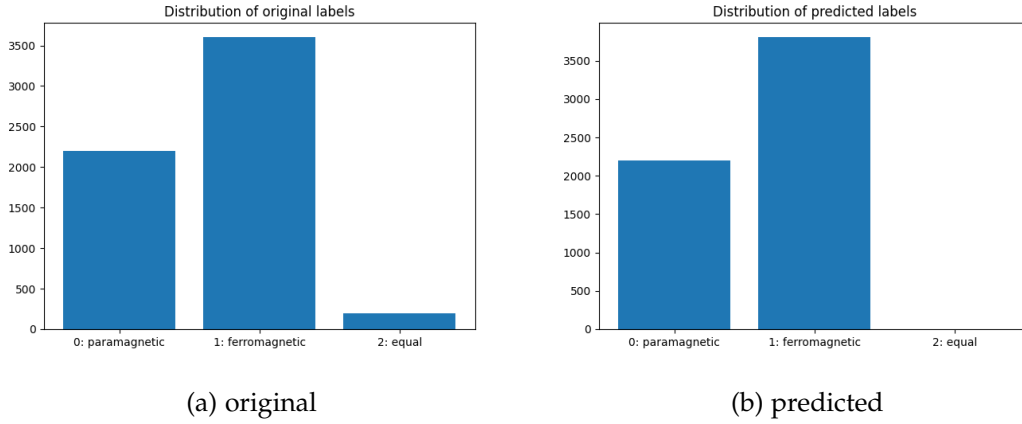 Distribution of original labels
3500
3000
2500
2000
1500
1000
500
0
0: paramagnetic 1: ferromagnetic 2: equal
(a) original
Distribution of predicted labels
3500
3000
2500
2000
1500
1000
500
0
0: paramagnetic 1: ferromagnetic 2: equal
(b) predicted